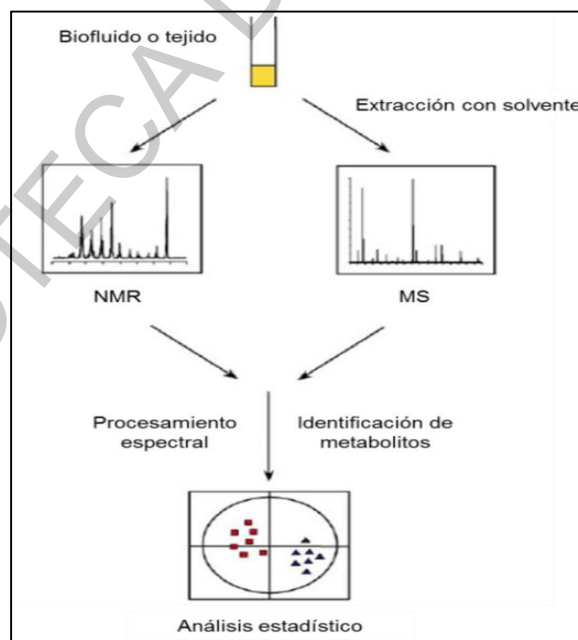 Biofluido o tejido
Extracción con solvente
NMR
MS
Procesamiento
espectral
Identificación de
metabolitos
Análisis estadístico